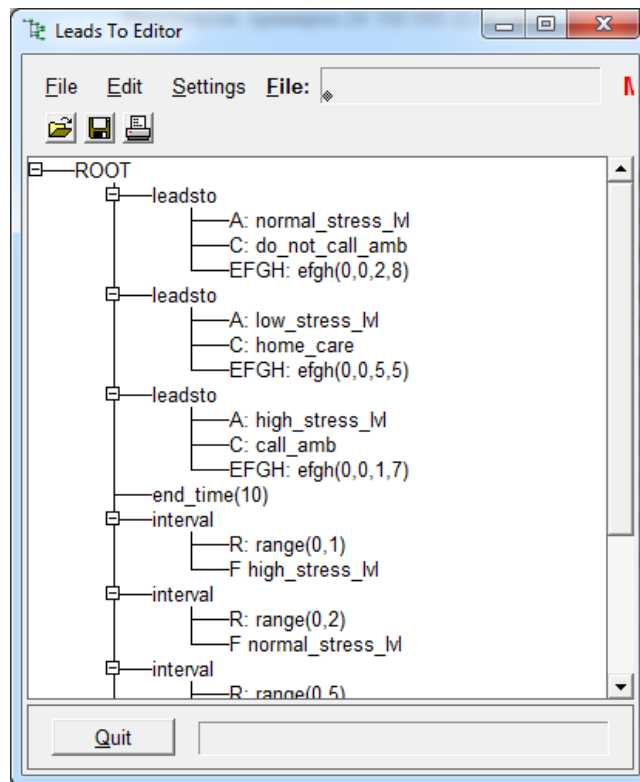 Leads To Editor
File Edit Settings File:
ROOT
leadsto
A: normal_stress_lvl
C: do_not_call_amb
EFGH: efgh(0,0,2,8)
leadsto
A: low_stress_lvl
C: home_care
EFGH: efgh(0,0,5,5)
leadsto
A: high_stress_lvl
C: call_amb
EFGH: efgh(0,0,1,7)
end_time(10)
interval
R: range(0,1)
F high_stress_lvl
interval
R: range(0,2)
F normal_stress_lvl
interval
R: range(0,5)
Quit